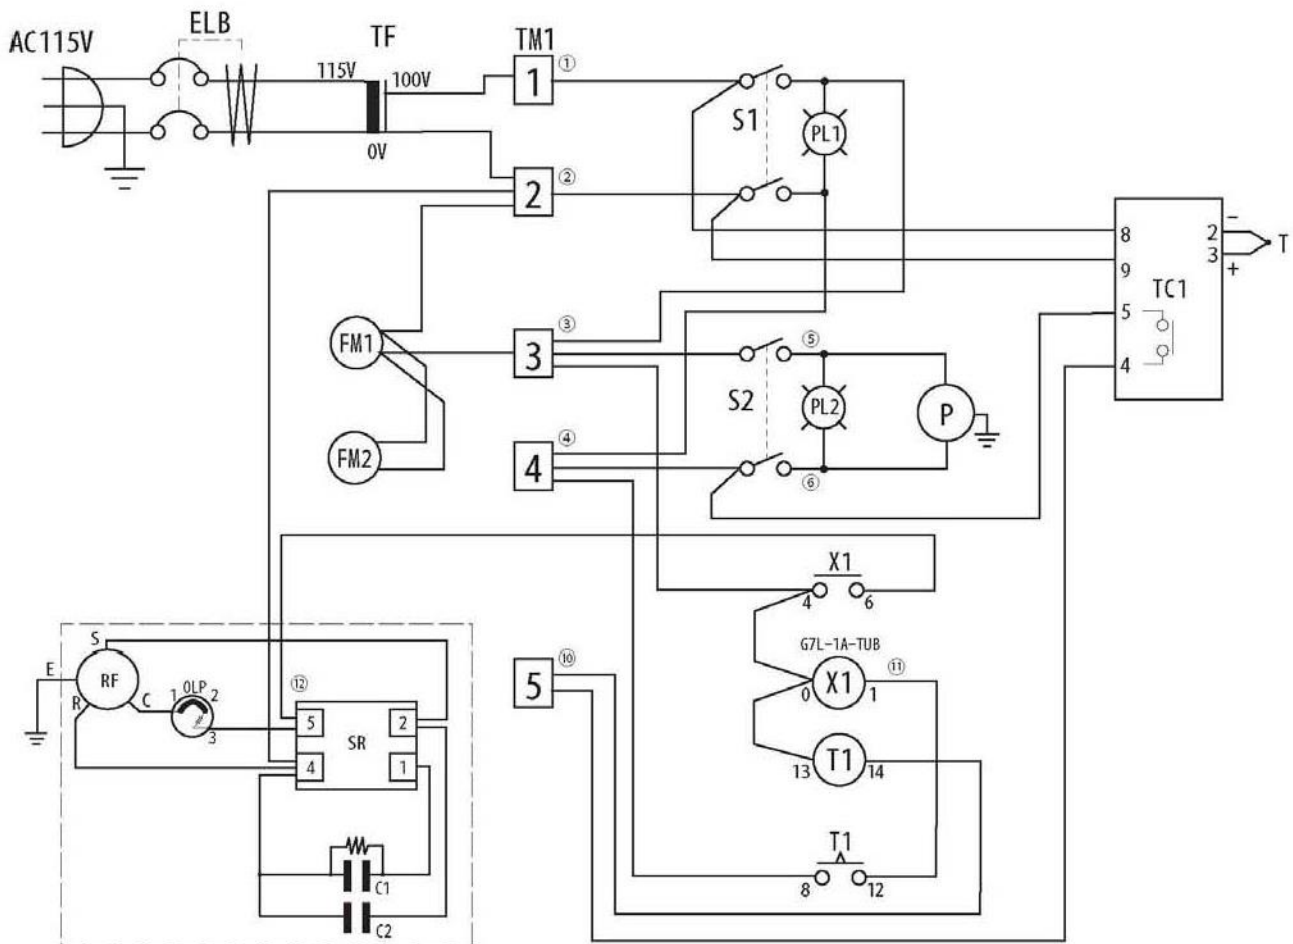 AC115V
ELB
TF
115V
100V
0V
TM1
1
①
2
②
S1
PL1
8
9
5
4
TC1
2
3
−
+
T
FM1
FM2
3
③
4
④
S2
⑤
PL2
⑥
P
X1
4
6
G7L-1A-TUB
X1
0
1
⑪
T1
13
14
T1
8
12
5
⑩
S
E
RF
R
C
1
OLP
2
3
⑫
5
2
SR
4
1
C1
C2